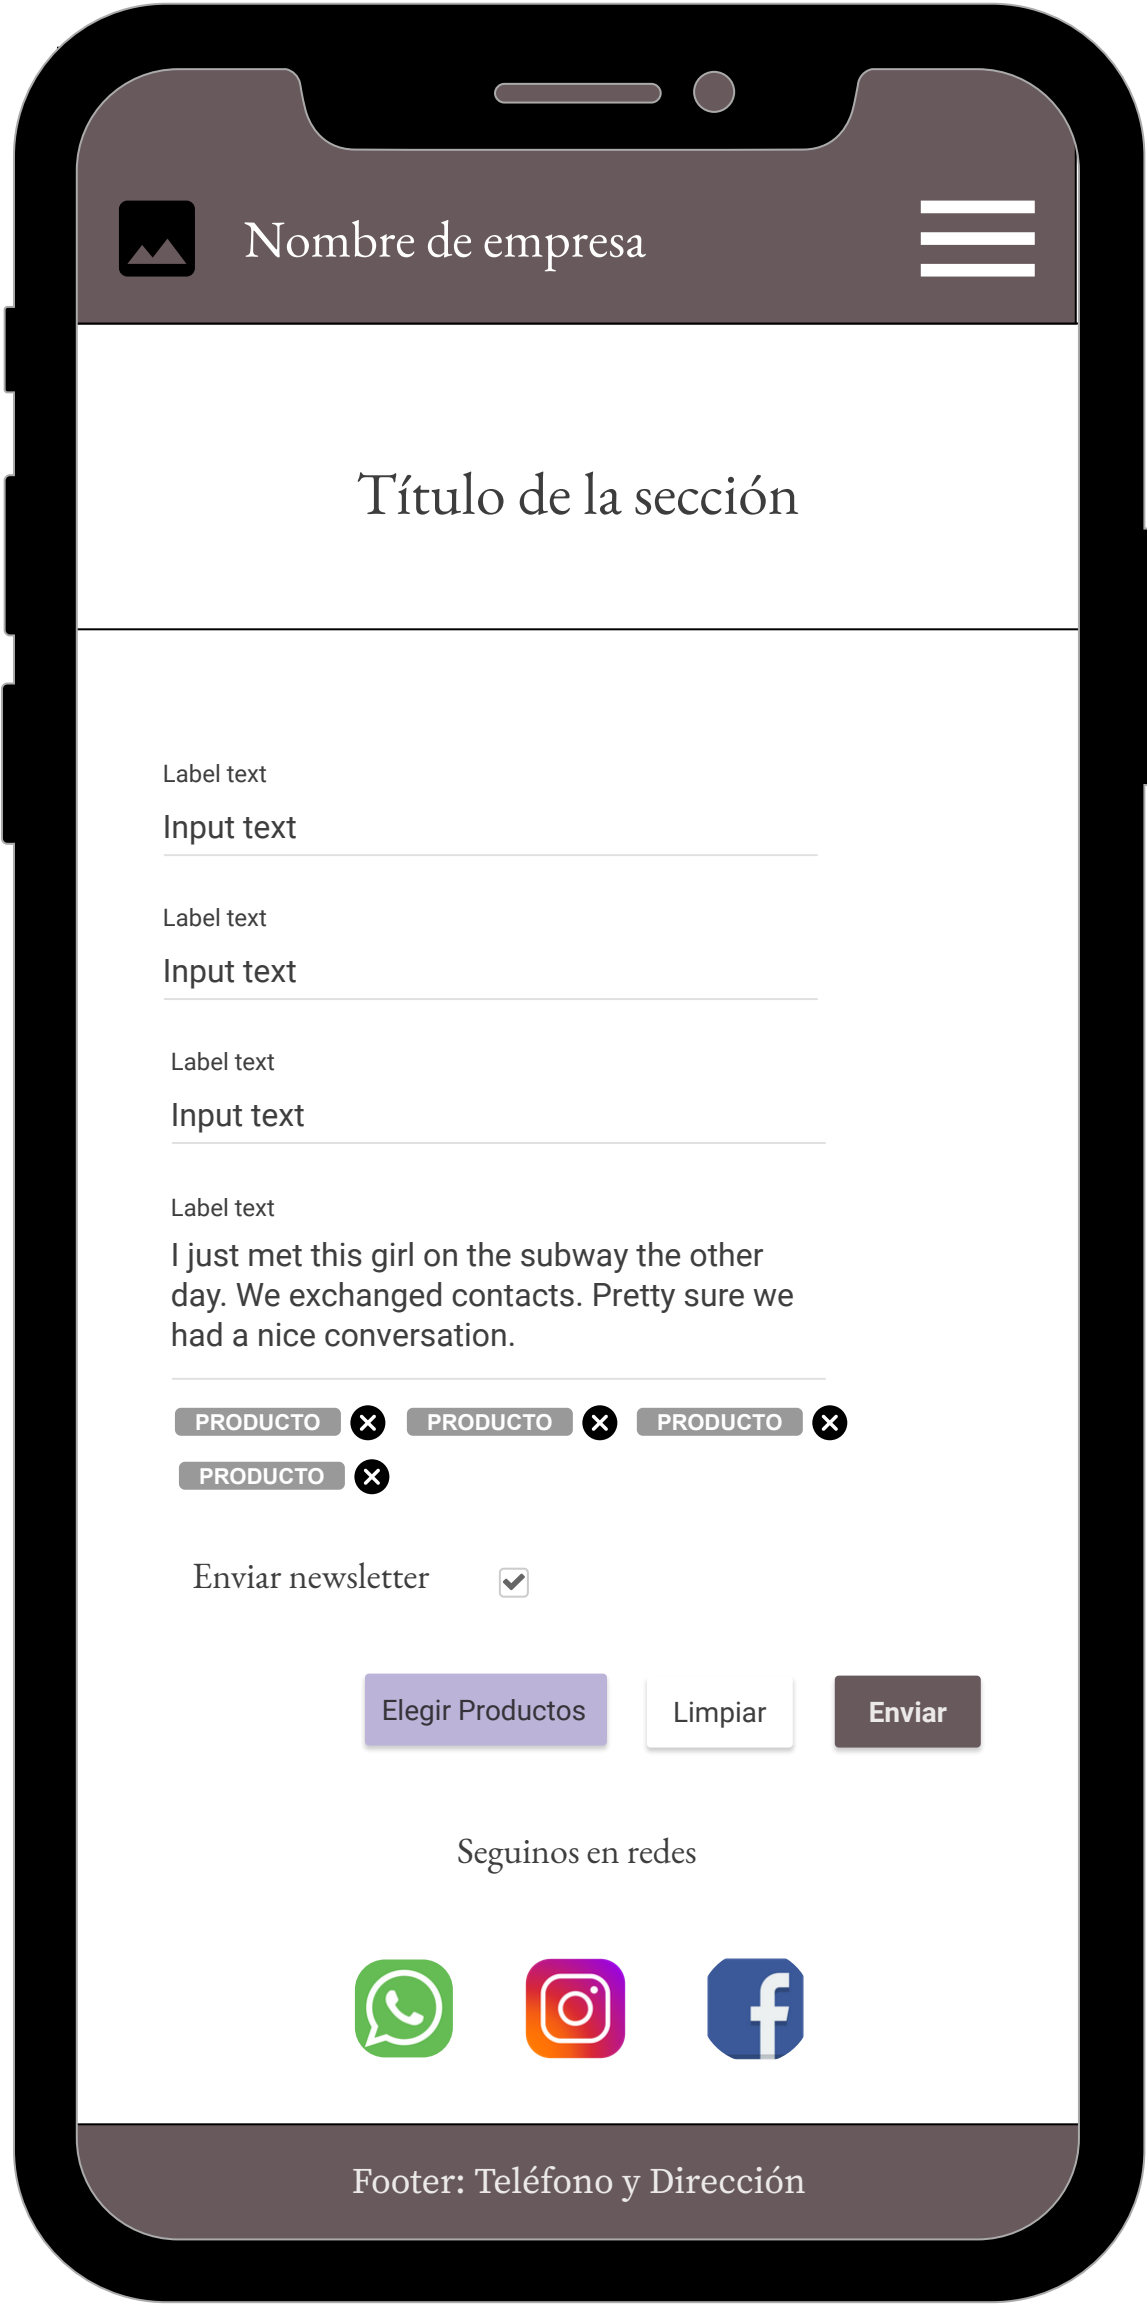 Nombre de empresa
Título de la sección
Label text
Input text
Label text
Input text
Label text
Input text
Label text
I just met this girl on the subway the other
day. We exchanged contacts. Pretty sure we
had a nice conversation.
PRODUCTO PRODUCTO PRODUCTO
PRODUCTO
Enviar newsletter
Elegir Productos Limpiar Enviar
Seguinos en redes
Footer: Teléfono y Dirección